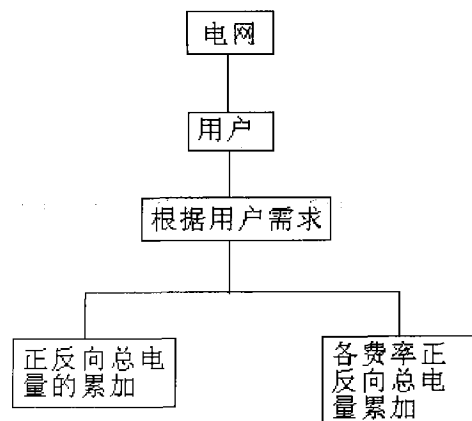 电网
用户
根据用户需求
正反向总电
量的累加
各费率正
反向总电
量累加